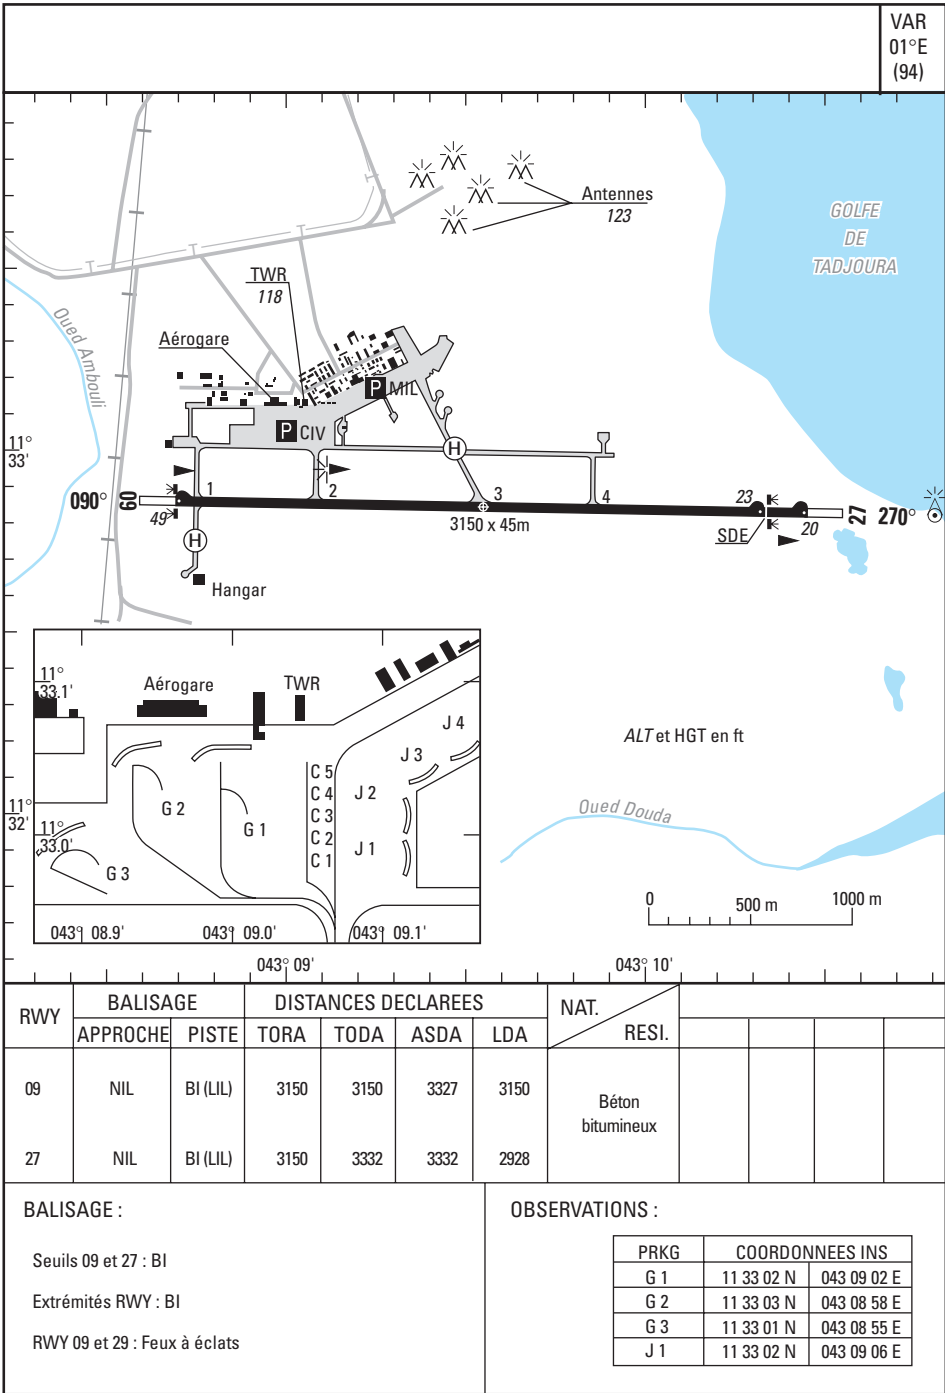 VAR
01°E
(94)
Antennes
123
GOLFE
DE
TADJOURA
TWR
118
Oued Ambouli
Aérogare
P MIL
P CIV
11°
33'
H
090°
09
1
2
3
4
23
49
3150 x 45m
SDE
20
27
270°
H
Hangar
11°
33.1'
Aérogare
TWR
J 4
J 3
ALT et HGT en ft
C 5
C 4
J 2
G 2
C 3
G 1
C 2
J 1
C 1
11°
32'
11°
33.0'
G 3
Oued Douda
043° 08.9'
043° 09.0'
043° 09.1'
0
500 m
1000 m
043° 09'
043° 10'
RWY
BALISAGE
DISTANCES DECLAREES
NAT.
RESI.
APPROCHE PISTE TORA TODA ASDA LDA
09 NIL BI (LIL) 3150 3150 3327 3150
Béton
bitumineux
27 NIL BI (LIL) 3150 3332 3332 2928
BALISAGE :
Seuils 09 et 27 : BI
Extrémités RWY : BI
RWY 09 et 29 : Feux à éclats
OBSERVATIONS :
PRKG COORDONNEES INS
G 1 11 33 02 N 043 09 02 E
G 2 11 33 03 N 043 08 58 E
G 3 11 33 01 N 043 08 55 E
J 1 11 33 02 N 043 09 06 E